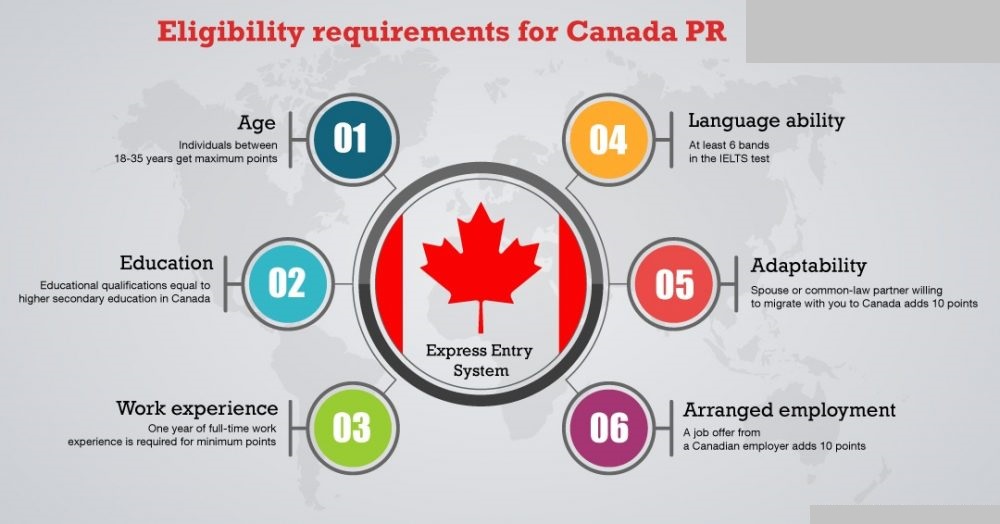 Eligibility requirements for Canada PR
01
Age
Individuals between
18-35 years get maximum points
02
Education
Educational qualifications equal to
higher secondary education in Canada
03
Work experience
One year of full-time work
experience is required for minimum points
Express Entry
System
04
Language ability
At least 6 bands
in the IELTS test
05
Adaptability
Spouse or common-law partner willing
to migrate with you to Canada adds 10 points
06
Arranged employment
A job offer from
a Canadian employer adds 10 points